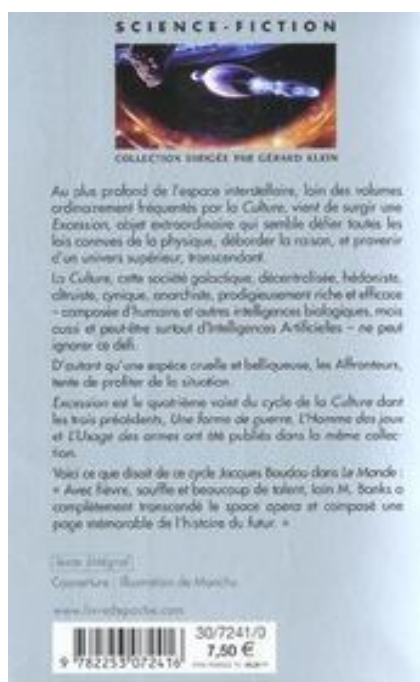 SCIENCE-FICTION
COLLECTION DIRIGÉE PAR GÉRARD KLEIN
Au plus profond de l'espace interstellaire, loin des volumes
ordinairement fréquentés par la Culture, vient de surgir une
Excession, objet extraordinaire qui semble défier toutes les
lois connues de la physique, déborder la raison, et provenir
d'un univers supérieur, transcendant.
La Culture, cette société galactique, décentralisée, hédoniste,
altruiste, cynique, anarchiste, prodigieusement riche et efficace
– composée d'humains et autres intelligences biologiques, mais
aussi et peut-être surtout d'Intelligences Artificielles – ne peut
ignorer ce défi.
D'autant qu'une espèce cruelle et belliqueuse, les Affronteurs,
tente de profiter de la situation.
Excession est le quatrième volet du cycle de la Culture dont
les trois précédents, Une forme de guerre, L'Homme des jeux
et L'Usage des armes ont été publiés dans la même collec-
tion.
Voici ce que disait de ce cycle Jacques Baudou dans Le Monde :
« Avec fièvre, souffle et beaucoup de talent, Iain M. Banks a
complètement transcendé le space opera et composé une
page mémorable de l'histoire du futur. »
Texte intégral
Couverture : Illustration de Manchu
www.livredepoche.com
30/7241/0
7,50 €
9 782253 072416